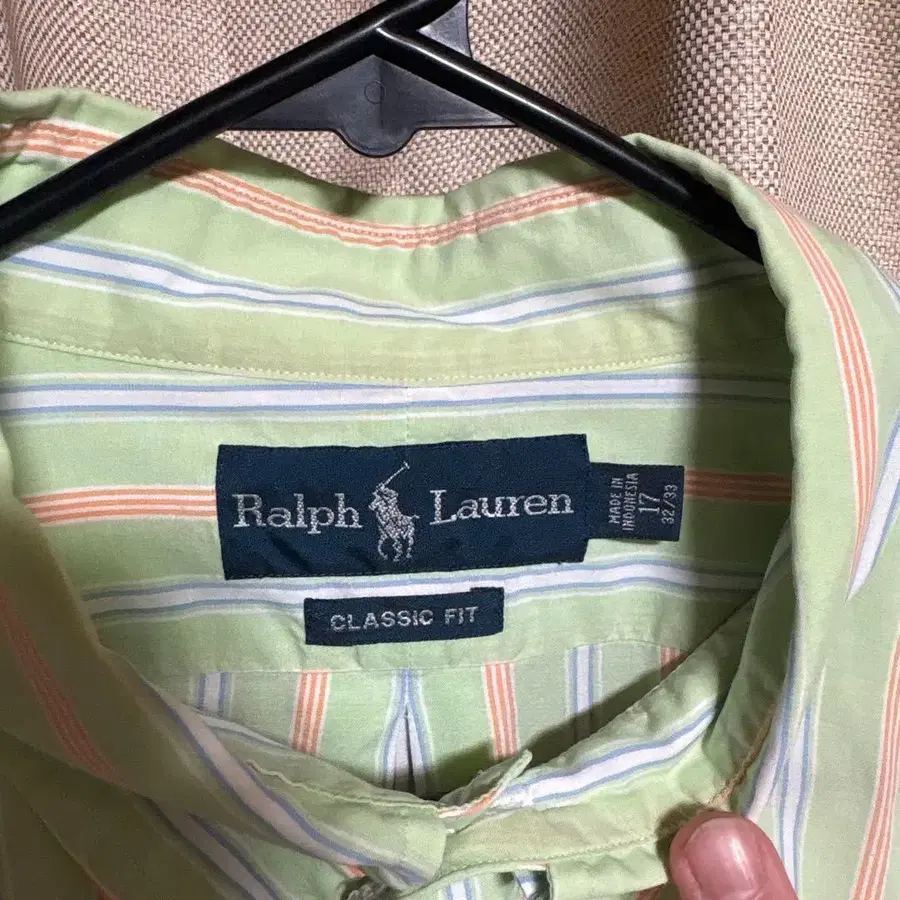 Ralph Lauren
CLASSIC FIT
MADE IN
INDONESIA
17
32/33